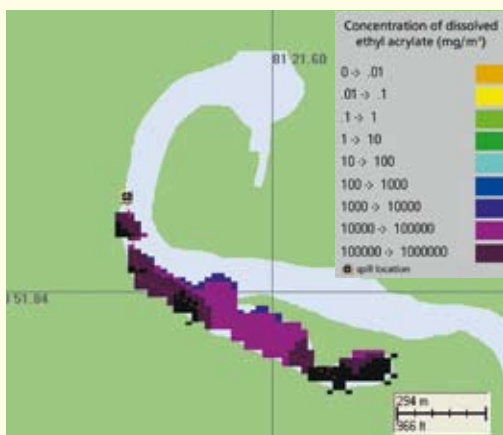 Concentration of dissolved
ethyl acrylate (mg/m³)
0 -> .01
.01 -> .1
.1 -> 1
1 -> 10
10 -> 100
100 -> 1000
1000 -> 10000
10000 -> 100000
100000 -> 1000000
spill location
81 21.60
51.84
294 m
966 ft